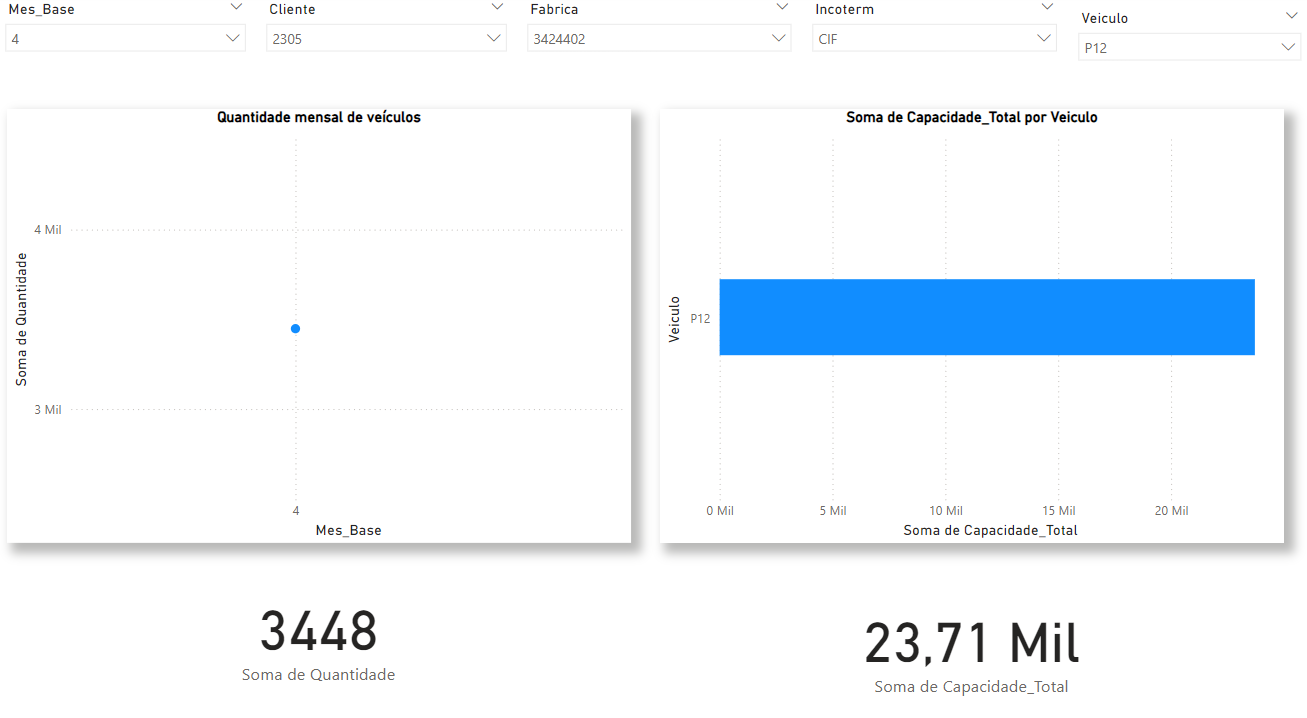 Mes_Base
4
Cliente
2305
Fabrica
3424402
Incoterm
CIF
Veiculo
P12
Quantidade mensal de veículos
Soma de Quantidade
4 Mil
3 Mil
4
Mes_Base
Soma de Capacidade_Total por Veiculo
Veiculo
P12
0 Mil 5 Mil 10 Mil 15 Mil 20 Mil
Soma de Capacidade_Total
3448
Soma de Quantidade
23,71 Mil
Soma de Capacidade_Total